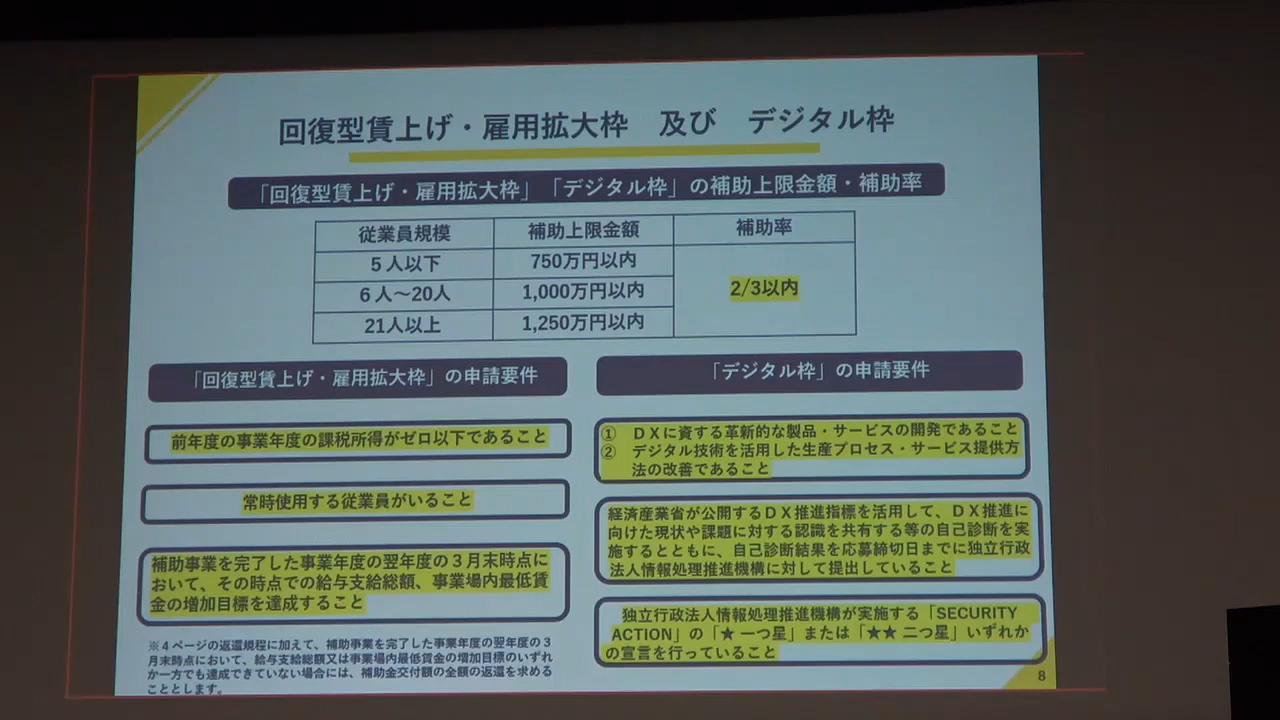 回復型賃上げ・雇用拡大枠　及び　デジタル枠
「回復型賃上げ・雇用拡大枠」「デジタル枠」の補助上限金額・補助率
従業員規模　補助上限金額　補助率
５人以下　750万円以内
６人～20人　1,000万円以内　2/3以内
21人以上　1,250万円以内
「回復型賃上げ・雇用拡大枠」の申請要件
前年度の事業年度の課税所得がゼロ以下であること
常時使用する従業員がいること
補助事業を完了した事業年度の翌年度の３月末時点に
おいて、その時点での給与支給総額、事業場内最低賃
金の増加目標を達成すること
※４ページの返還規程に加えて、補助事業を完了した事業年度の翌年度の３
月末時点において、給与支給総額又は事業場内最低賃金の増加目標のいずれ
か一方でも達成できていない場合には、補助金交付額の全額の返還を求める
こととします。
「デジタル枠」の申請要件
①　ＤＸに資する革新的な製品・サービスの開発であること
②　デジタル技術を活用した生産プロセス・サービス提供方
法の改善であること
経済産業省が公開するＤＸ推進指標を活用して、ＤＸ推進に
向けた現状や課題に対する認識を共有する等の自己診断を実
施するとともに、自己診断結果を応募締切日までに独立行政
法人情報処理推進機構に対して提出していること
独立行政法人情報処理推進機構が実施する「SECURITY
ACTION」の「★ 一つ星」または「★★ 二つ星」いずれか
の宣言を行っていること
8